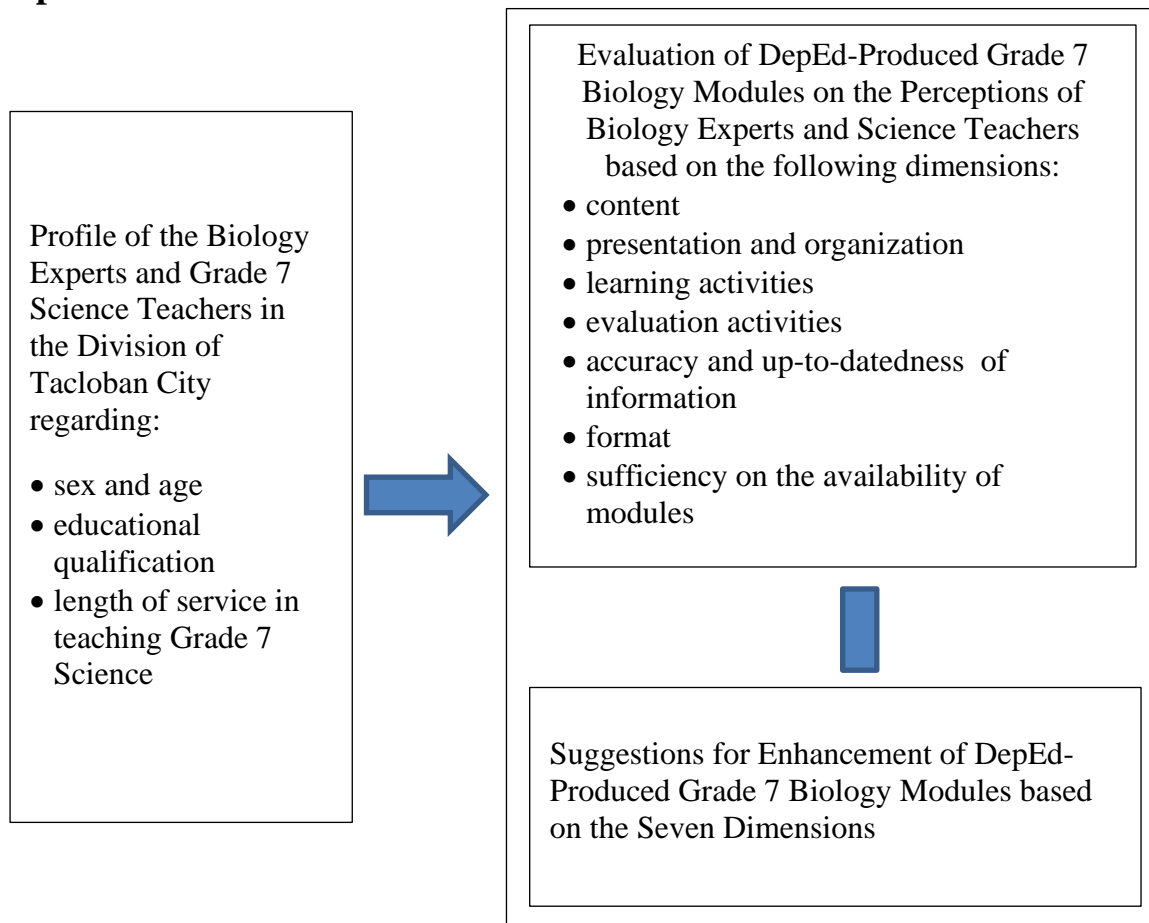 Profile of the Biology
Experts and Grade 7
Science Teachers in
the Division of
Tacloban City
regarding:
• sex and age
• educational
qualification
• length of service in
teaching Grade 7
Science
Evaluation of DepEd-Produced Grade 7
Biology Modules on the Perceptions of
Biology Experts and Science Teachers
based on the following dimensions:
• content
• presentation and organization
• learning activities
• evaluation activities
• accuracy and up-to-datedness of
information
• format
• sufficiency on the availability of
modules
Suggestions for Enhancement of DepEd-
Produced Grade 7 Biology Modules based
on the Seven Dimensions